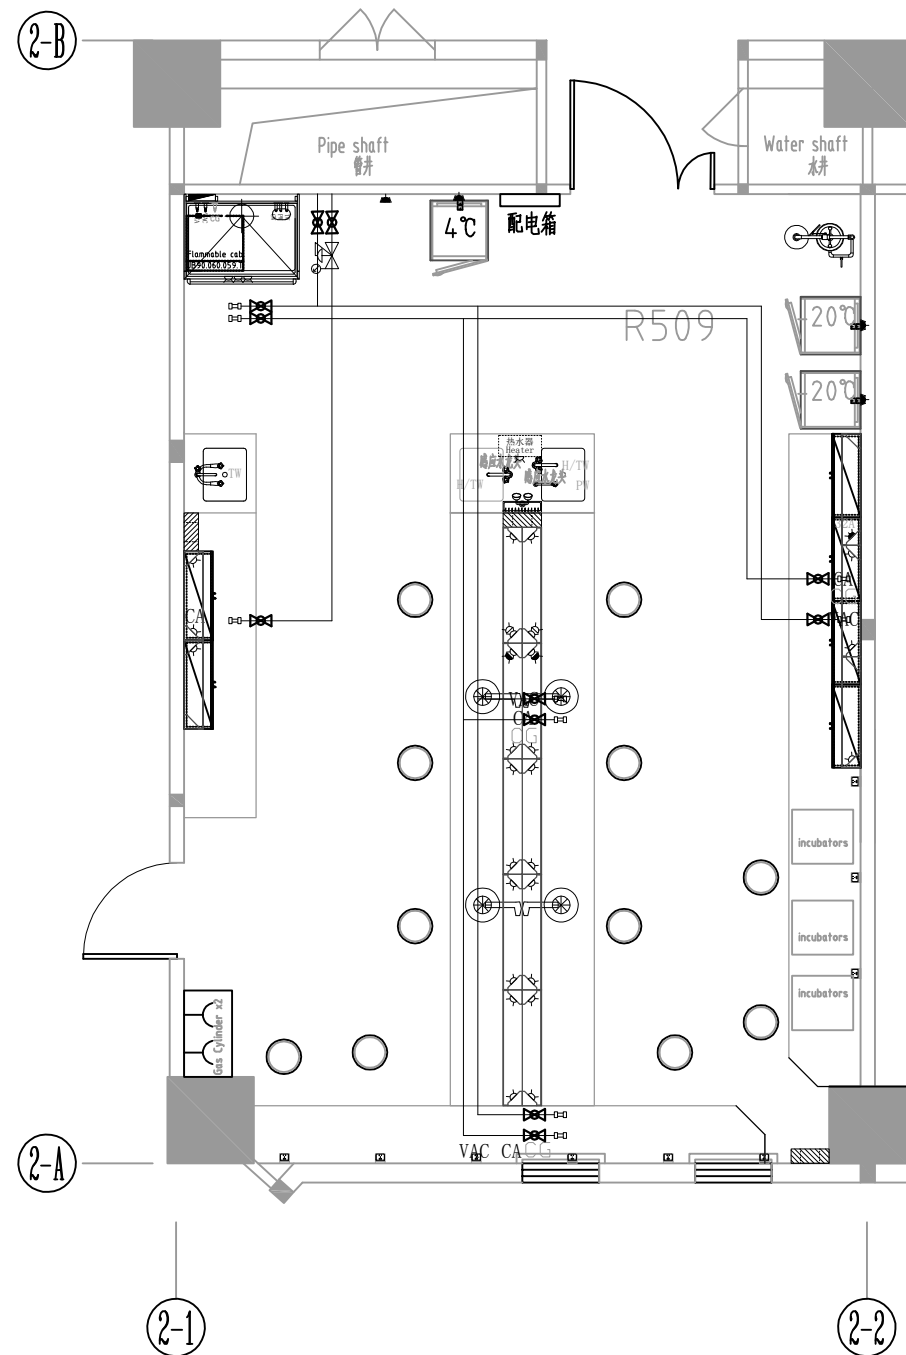 2-B
Pipe shaft
管井
Water shaft
水井
4℃
配电箱
Flammable cab.
R509
20℃
20℃
热水器
Heater
TW
H/TW
H/TW
PW
CA
CA
VAC
CA
CG
incubators
incubators
incubators
Gas Cylinder x2
2-A
VAC CA CG
2-1
2-2